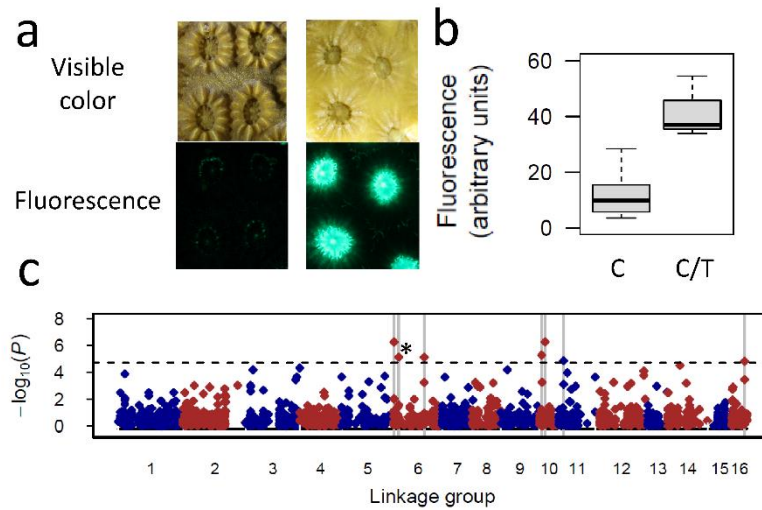 a
Visible
color
Fluorescence
b
Fluorescence
(arbitrary units)
60
40
20
0
C C/T
c
−log10(P)
8
6
4
2
0
*
1 2 3 4 5 6 7 8 9 10 11 12 13 14 15 16
Linkage group